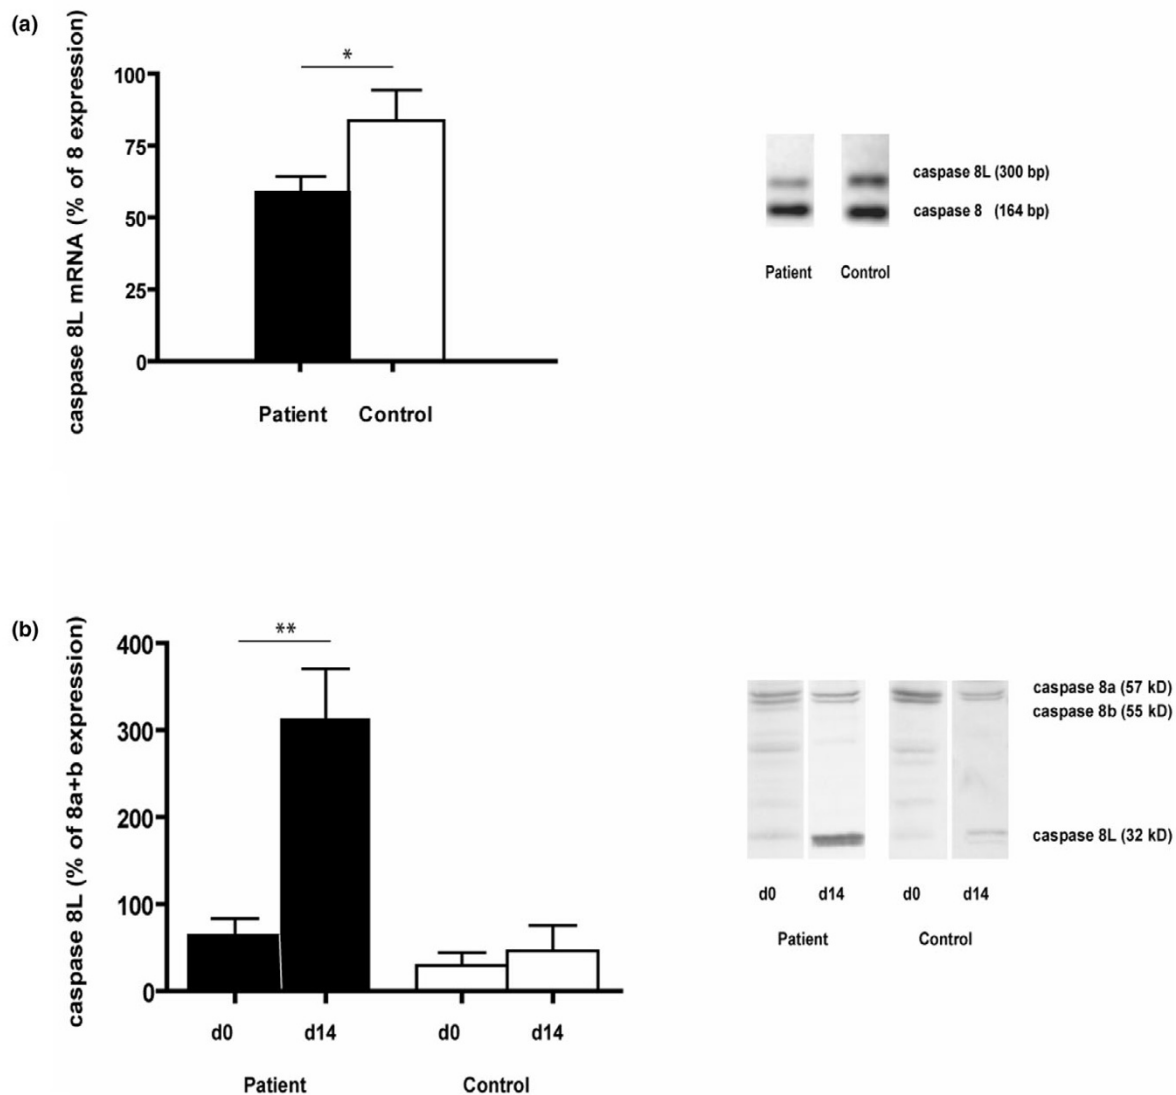 (a)
caspase 8L mRNA (% of 8 expression)
100
75
50
25
0
*
Patient Control
caspase 8L (300 bp)
caspase 8 (164 bp)
Patient Control
(b)
caspase 8L (% of 8a+b expression)
400
300
200
100
0
**
d0 d14 d0 d14
Patient Control
caspase 8a (57 kD)
caspase 8b (55 kD)
caspase 8L (32 kD)
d0 d14 d0 d14
Patient Control